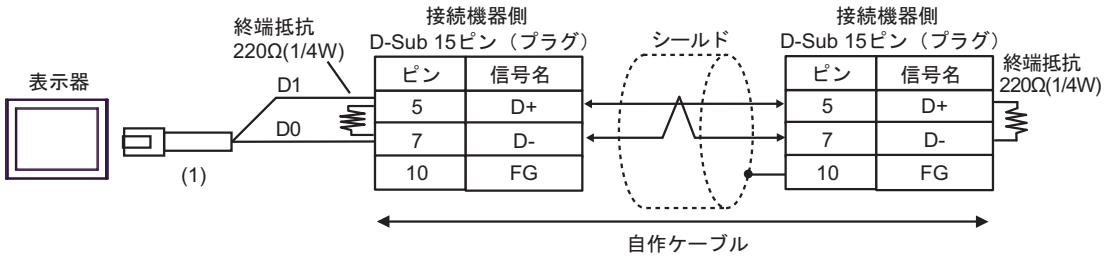 表示器
(1)
D1
D0
終端抵抗
220Ω(1/4W)
接続機器側
D-Sub 15ピン（プラグ）
ピン 信号名
5 D+
7 D-
10 FG
シールド
接続機器側
D-Sub 15ピン（プラグ）
ピン 信号名
5 D+
7 D-
10 FG
終端抵抗
220Ω(1/4W)
自作ケーブル